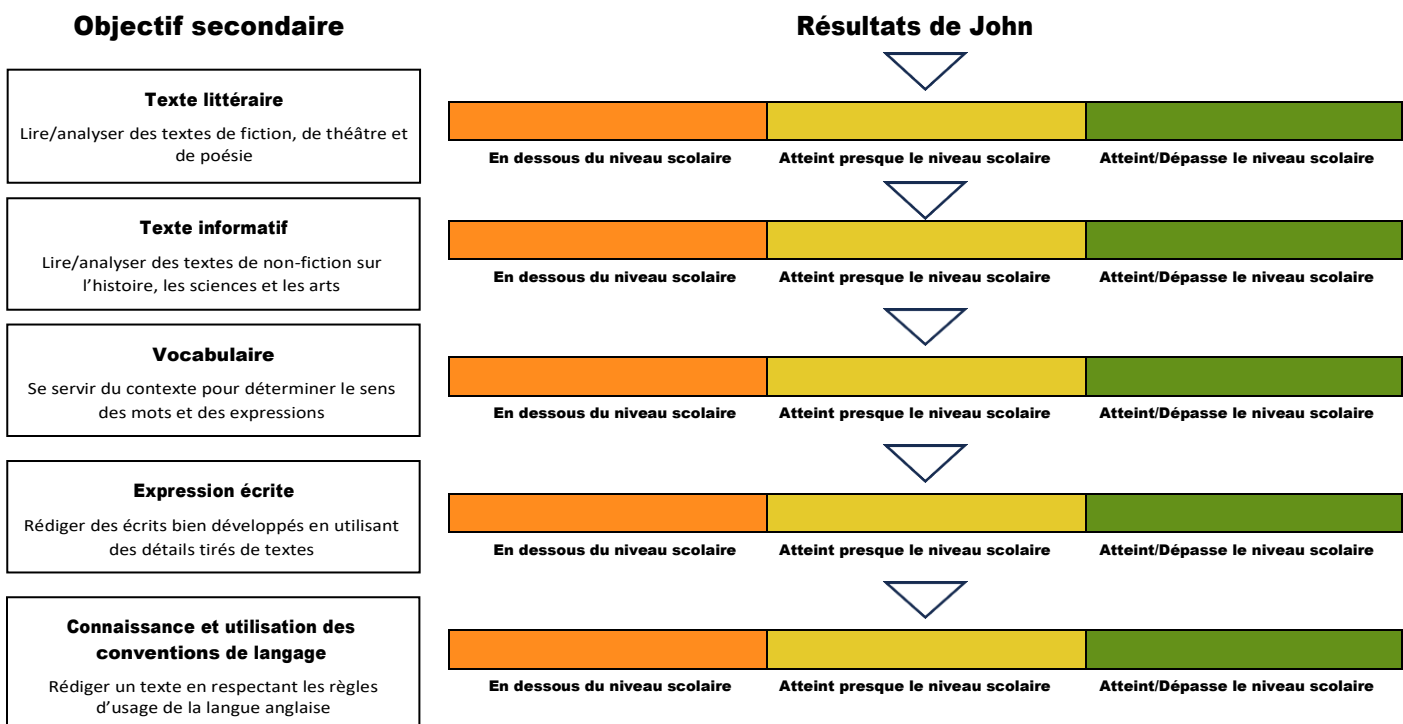 Objectif secondaire
Résultats de John
Texte littéraire
Lire/analyser des textes de fiction, de théâtre et
de poésie
En dessous du niveau scolaire
Atteint presque le niveau scolaire
Atteint/Dépasse le niveau scolaire
Texte informatif
Lire/analyser des textes de non-fiction sur
l’histoire, les sciences et les arts
En dessous du niveau scolaire
Atteint presque le niveau scolaire
Atteint/Dépasse le niveau scolaire
Vocabulaire
Se servir du contexte pour déterminer le sens
des mots et des expressions
En dessous du niveau scolaire
Atteint presque le niveau scolaire
Atteint/Dépasse le niveau scolaire
Expression écrite
Rédiger des écrits bien développés en utilisant
des détails tirés de textes
En dessous du niveau scolaire
Atteint presque le niveau scolaire
Atteint/Dépasse le niveau scolaire
Connaissance et utilisation des
conventions de langage
Rédiger un texte en respectant les règles
d’usage de la langue anglaise
En dessous du niveau scolaire
Atteint presque le niveau scolaire
Atteint/Dépasse le niveau scolaire